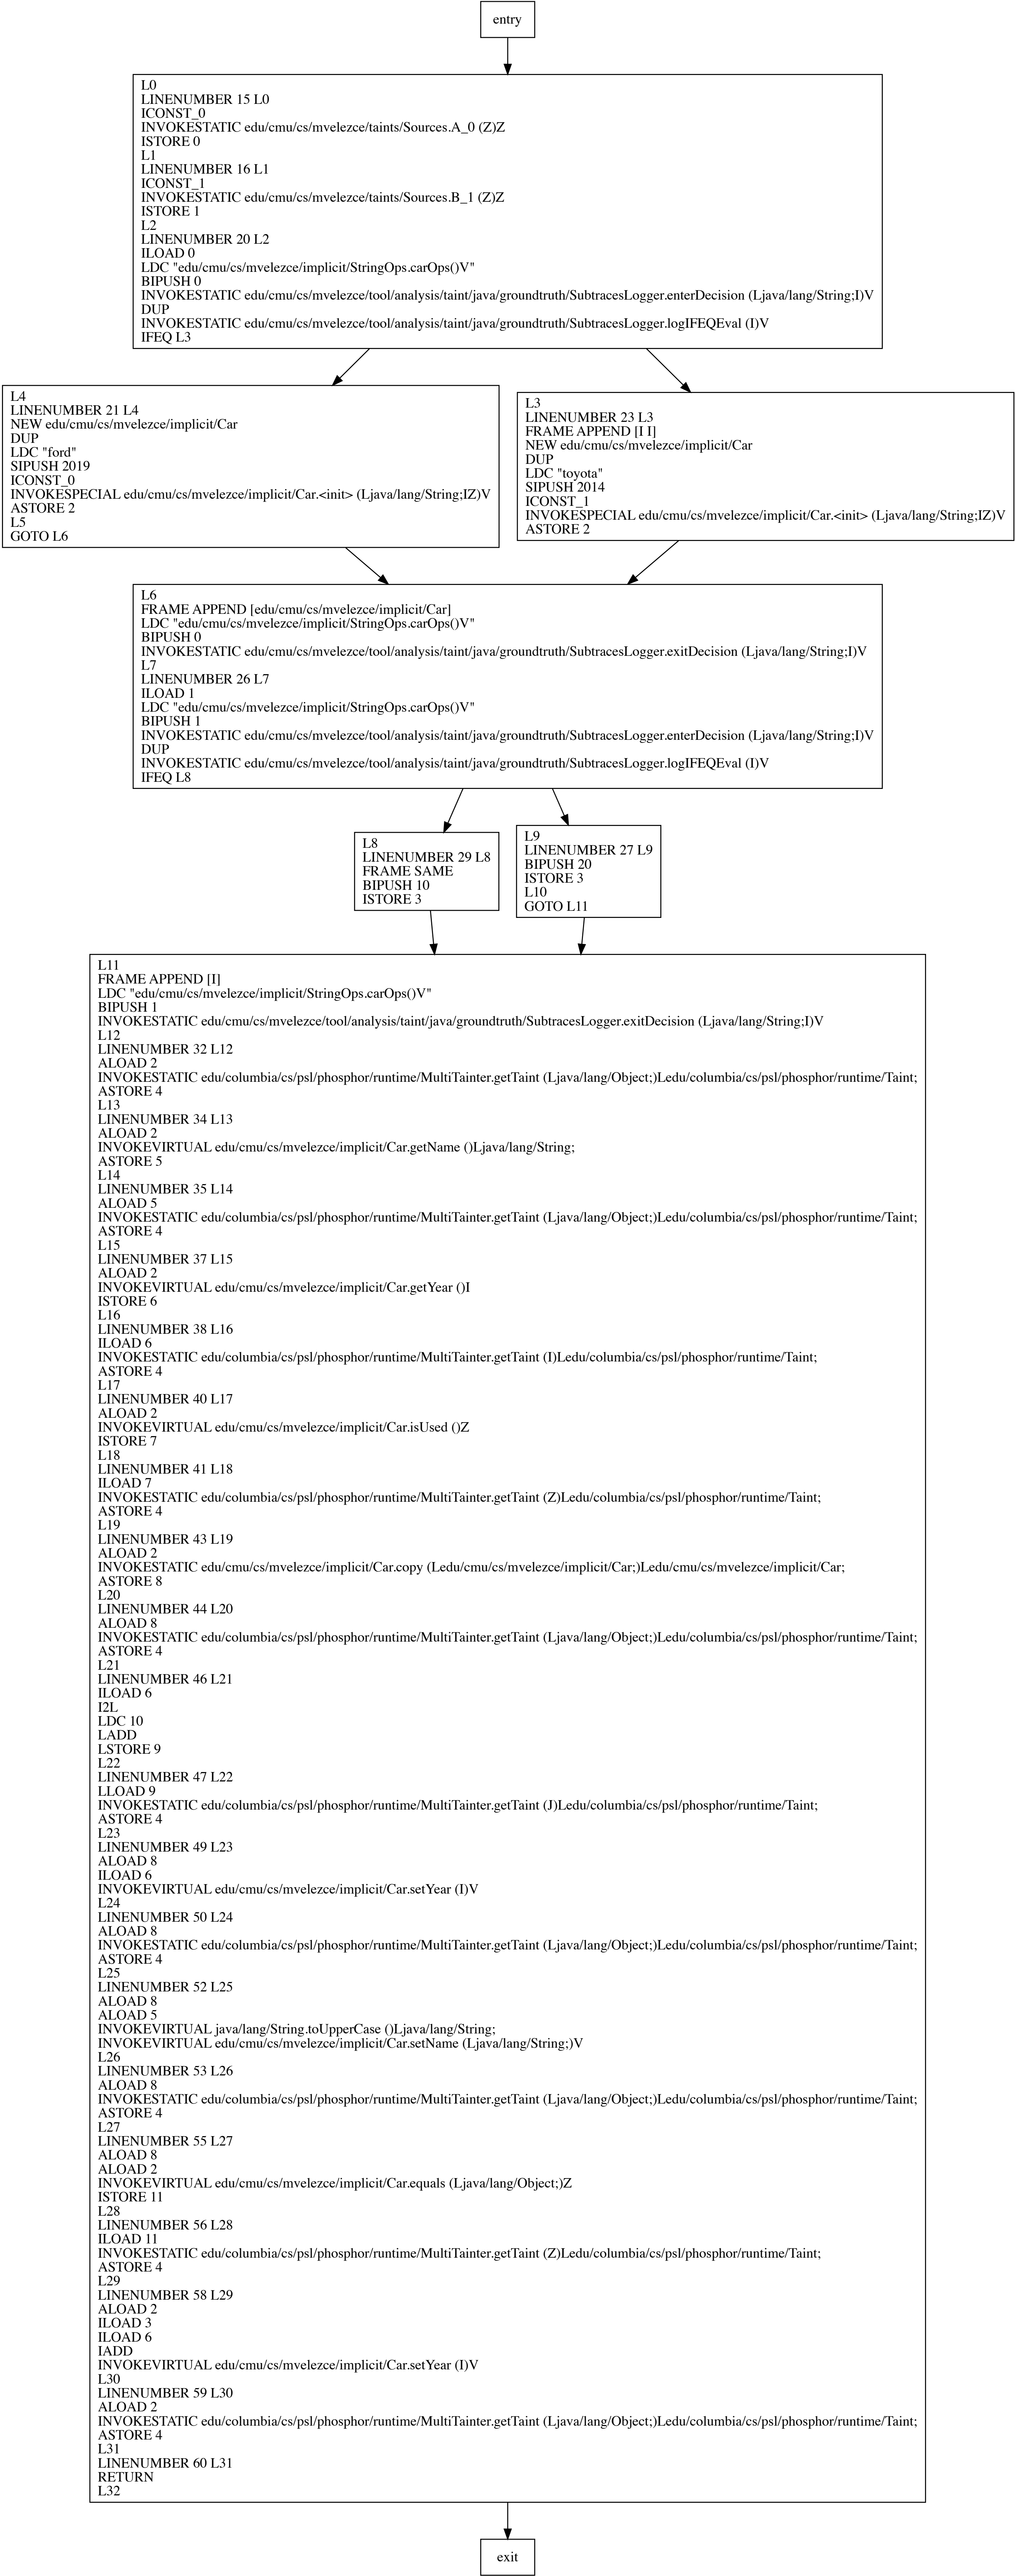 entry
L0
LINENUMBER 15 L0
ICONST_0
INVOKESTATIC edu/cmu/cs/mvelezce/taints/Sources.A_0 (Z)Z
ISTORE 0
L1
LINENUMBER 16 L1
ICONST_1
INVOKESTATIC edu/cmu/cs/mvelezce/taints/Sources.B_1 (Z)Z
ISTORE 1
L2
LINENUMBER 20 L2
ILOAD 0
LDC "edu/cmu/cs/mvelezce/implicit/StringOps.carOps()V"
BIPUSH 0
INVOKESTATIC edu/cmu/cs/mvelezce/tool/analysis/taint/java/groundtruth/SubtracesLogger.enterDecision (Ljava/lang/String;I)V
DUP
INVOKESTATIC edu/cmu/cs/mvelezce/tool/analysis/taint/java/groundtruth/SubtracesLogger.logIFEQEval (I)V
IFEQ L3
L4
LINENUMBER 21 L4
NEW edu/cmu/cs/mvelezce/implicit/Car
DUP
LDC "ford"
SIPUSH 2019
ICONST_0
INVOKESPECIAL edu/cmu/cs/mvelezce/implicit/Car.<init> (Ljava/lang/String;IZ)V
ASTORE 2
L5
GOTO L6
L3
LINENUMBER 23 L3
FRAME APPEND [I I]
NEW edu/cmu/cs/mvelezce/implicit/Car
DUP
LDC "toyota"
SIPUSH 2014
ICONST_1
INVOKESPECIAL edu/cmu/cs/mvelezce/implicit/Car.<init> (Ljava/lang/String;IZ)V
ASTORE 2
L6
FRAME APPEND [edu/cmu/cs/mvelezce/implicit/Car]
LDC "edu/cmu/cs/mvelezce/implicit/StringOps.carOps()V"
BIPUSH 0
INVOKESTATIC edu/cmu/cs/mvelezce/tool/analysis/taint/java/groundtruth/SubtracesLogger.exitDecision (Ljava/lang/String;I)V
L7
LINENUMBER 26 L7
ILOAD 1
LDC "edu/cmu/cs/mvelezce/implicit/StringOps.carOps()V"
BIPUSH 1
INVOKESTATIC edu/cmu/cs/mvelezce/tool/analysis/taint/java/groundtruth/SubtracesLogger.enterDecision (Ljava/lang/String;I)V
DUP
INVOKESTATIC edu/cmu/cs/mvelezce/tool/analysis/taint/java/groundtruth/SubtracesLogger.logIFEQEval (I)V
IFEQ L8
L8
LINENUMBER 29 L8
FRAME SAME
BIPUSH 10
ISTORE 3
L9
LINENUMBER 27 L9
BIPUSH 20
ISTORE 3
L10
GOTO L11
L11
FRAME APPEND [I]
LDC "edu/cmu/cs/mvelezce/implicit/StringOps.carOps()V"
BIPUSH 1
INVOKESTATIC edu/cmu/cs/mvelezce/tool/analysis/taint/java/groundtruth/SubtracesLogger.exitDecision (Ljava/lang/String;I)V
L12
LINENUMBER 32 L12
ALOAD 2
INVOKESTATIC edu/columbia/cs/psl/phosphor/runtime/MultiTainter.getTaint (Ljava/lang/Object;)Ledu/columbia/cs/psl/phosphor/runtime/Taint;
ASTORE 4
L13
LINENUMBER 34 L13
ALOAD 2
INVOKEVIRTUAL edu/cmu/cs/mvelezce/implicit/Car.getName ()Ljava/lang/String;
ASTORE 5
L14
LINENUMBER 35 L14
ALOAD 5
INVOKESTATIC edu/columbia/cs/psl/phosphor/runtime/MultiTainter.getTaint (Ljava/lang/Object;)Ledu/columbia/cs/psl/phosphor/runtime/Taint;
ASTORE 4
L15
LINENUMBER 37 L15
ALOAD 2
INVOKEVIRTUAL edu/cmu/cs/mvelezce/implicit/Car.getYear ()I
ISTORE 6
L16
LINENUMBER 38 L16
ILOAD 6
INVOKESTATIC edu/columbia/cs/psl/phosphor/runtime/MultiTainter.getTaint (I)Ledu/columbia/cs/psl/phosphor/runtime/Taint;
ASTORE 4
L17
LINENUMBER 40 L17
ALOAD 2
INVOKEVIRTUAL edu/cmu/cs/mvelezce/implicit/Car.isUsed ()Z
ISTORE 7
L18
LINENUMBER 41 L18
ILOAD 7
INVOKESTATIC edu/columbia/cs/psl/phosphor/runtime/MultiTainter.getTaint (Z)Ledu/columbia/cs/psl/phosphor/runtime/Taint;
ASTORE 4
L19
LINENUMBER 43 L19
ALOAD 2
INVOKESTATIC edu/cmu/cs/mvelezce/implicit/Car.copy (Ledu/cmu/cs/mvelezce/implicit/Car;)Ledu/cmu/cs/mvelezce/implicit/Car;
ASTORE 8
L20
LINENUMBER 44 L20
ALOAD 8
INVOKESTATIC edu/columbia/cs/psl/phosphor/runtime/MultiTainter.getTaint (Ljava/lang/Object;)Ledu/columbia/cs/psl/phosphor/runtime/Taint;
ASTORE 4
L21
LINENUMBER 46 L21
ILOAD 6
I2L
LDC 10
LADD
LSTORE 9
L22
LINENUMBER 47 L22
LLOAD 9
INVOKESTATIC edu/columbia/cs/psl/phosphor/runtime/MultiTainter.getTaint (J)Ledu/columbia/cs/psl/phosphor/runtime/Taint;
ASTORE 4
L23
LINENUMBER 49 L23
ALOAD 8
ILOAD 6
INVOKEVIRTUAL edu/cmu/cs/mvelezce/implicit/Car.setYear (I)V
L24
LINENUMBER 50 L24
ALOAD 8
INVOKESTATIC edu/columbia/cs/psl/phosphor/runtime/MultiTainter.getTaint (Ljava/lang/Object;)Ledu/columbia/cs/psl/phosphor/runtime/Taint;
ASTORE 4
L25
LINENUMBER 52 L25
ALOAD 8
ALOAD 5
INVOKEVIRTUAL java/lang/String.toUpperCase ()Ljava/lang/String;
INVOKEVIRTUAL edu/cmu/cs/mvelezce/implicit/Car.setName (Ljava/lang/String;)V
L26
LINENUMBER 53 L26
ALOAD 8
INVOKESTATIC edu/columbia/cs/psl/phosphor/runtime/MultiTainter.getTaint (Ljava/lang/Object;)Ledu/columbia/cs/psl/phosphor/runtime/Taint;
ASTORE 4
L27
LINENUMBER 55 L27
ALOAD 8
ALOAD 2
INVOKEVIRTUAL edu/cmu/cs/mvelezce/implicit/Car.equals (Ljava/lang/Object;)Z
ISTORE 11
L28
LINENUMBER 56 L28
ILOAD 11
INVOKESTATIC edu/columbia/cs/psl/phosphor/runtime/MultiTainter.getTaint (Z)Ledu/columbia/cs/psl/phosphor/runtime/Taint;
ASTORE 4
L29
LINENUMBER 58 L29
ALOAD 2
ILOAD 3
ILOAD 6
IADD
INVOKEVIRTUAL edu/cmu/cs/mvelezce/implicit/Car.setYear (I)V
L30
LINENUMBER 59 L30
ALOAD 2
INVOKESTATIC edu/columbia/cs/psl/phosphor/runtime/MultiTainter.getTaint (Ljava/lang/Object;)Ledu/columbia/cs/psl/phosphor/runtime/Taint;
ASTORE 4
L31
LINENUMBER 60 L31
RETURN
L32
exit